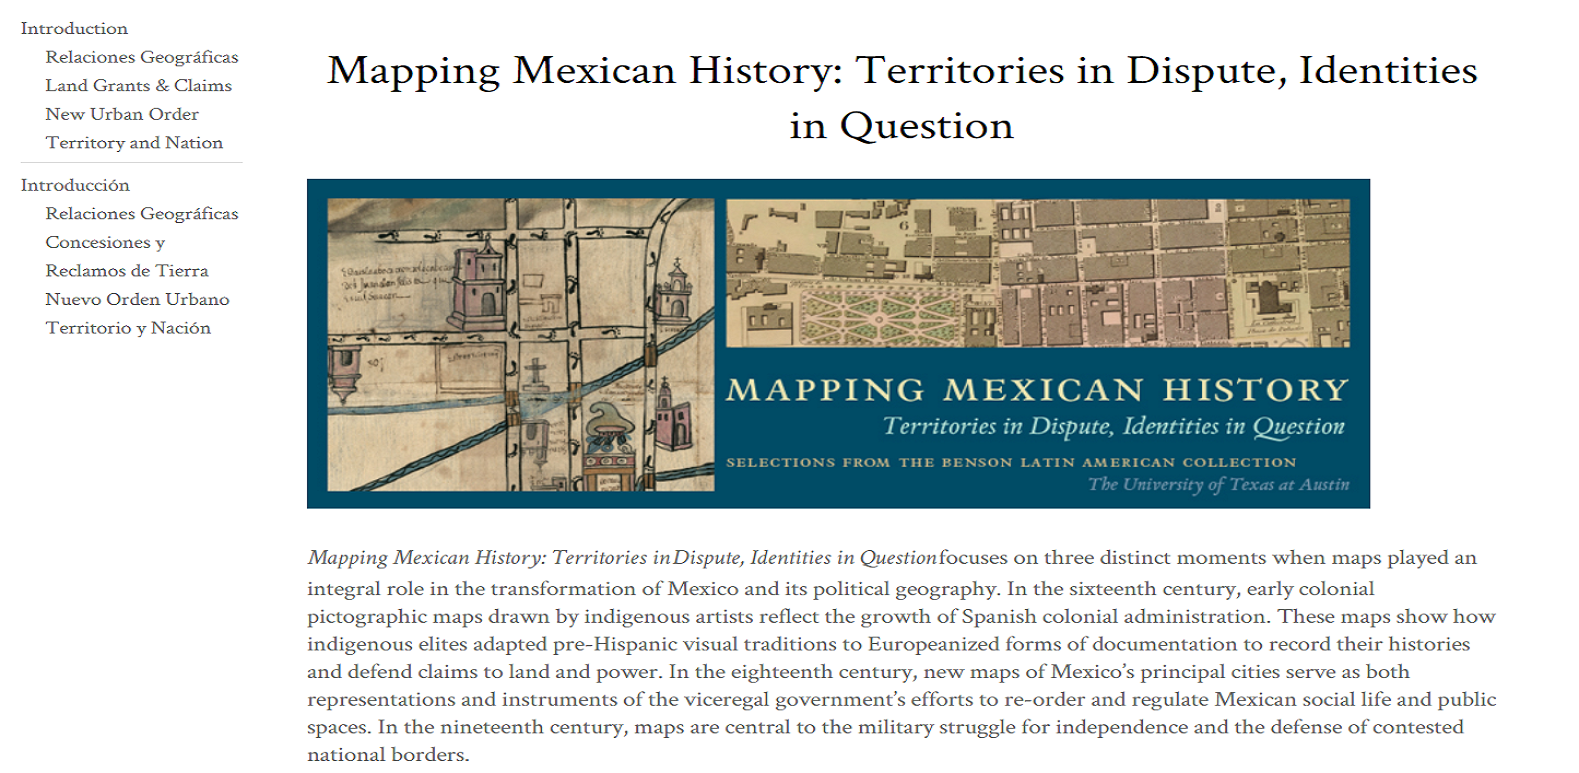 Introduction
Relaciones Geográficas
Land Grants & Claims
New Urban Order
Territory and Nation
Introducción
Relaciones Geográficas
Concesiones y
Reclamos de Tierra
Nuevo Orden Urbano
Territorio y Nación
Mapping Mexican History: Territories in Dispute, Identities
in Question
MAPPING MEXICAN HISTORY
Territories in Dispute, Identities in Question
SELECTIONS FROM THE BENSON LATIN AMERICAN COLLECTION
The University of Texas at Austin
Mapping Mexican History: Territories in Dispute, Identities in Question focuses on three distinct moments when maps played an
integral role in the transformation of Mexico and its political geography. In the sixteenth century, early colonial
pictographic maps drawn by indigenous artists reflect the growth of Spanish colonial administration. These maps show how
indigenous elites adapted pre-Hispanic visual traditions to Europeanized forms of documentation to record their histories
and defend claims to land and power. In the eighteenth century, new maps of Mexico’s principal cities serve as both
representations and instruments of the viceregal government’s efforts to re-order and regulate Mexican social life and public
spaces. In the nineteenth century, maps are central to the military struggle for independence and the defense of contested
national borders.